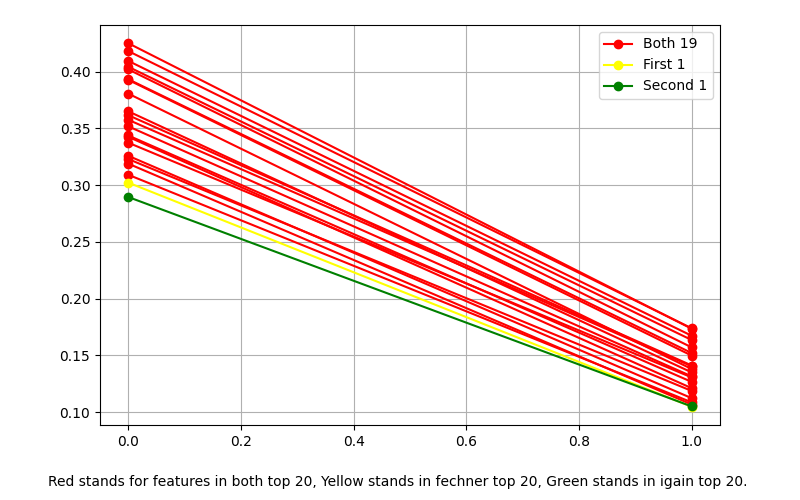 Both 19
First 1
Second 1
0.40
0.35
0.30
0.25
0.20
0.15
0.10
0.0 0.2 0.4 0.6 0.8 1.0
Red stands for features in both top 20, Yellow stands in fechner top 20, Green stands in igain top 20.